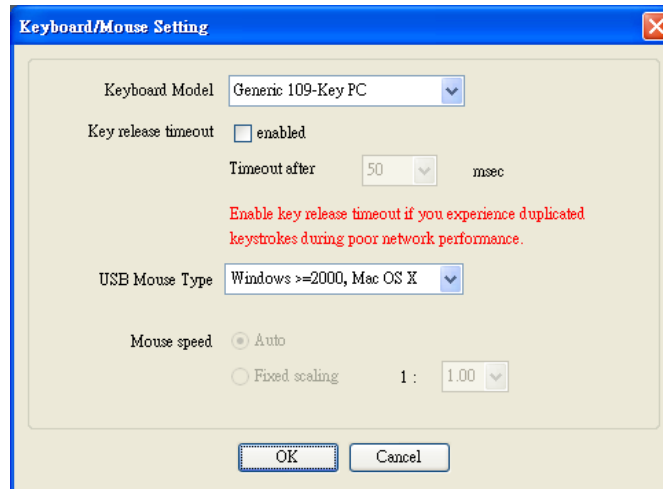 Keyboard/Mouse Setting
Keyboard Model Generic 109-Key PC
Key release timeout enabled
Timeout after 50 msec
Enable key release timeout if you experience duplicated
keystrokes during poor network performance.
USB Mouse Type Windows >=2000, Mac OS X
Mouse speed Auto
Fixed scaling 1 : 1.00
OK Cancel